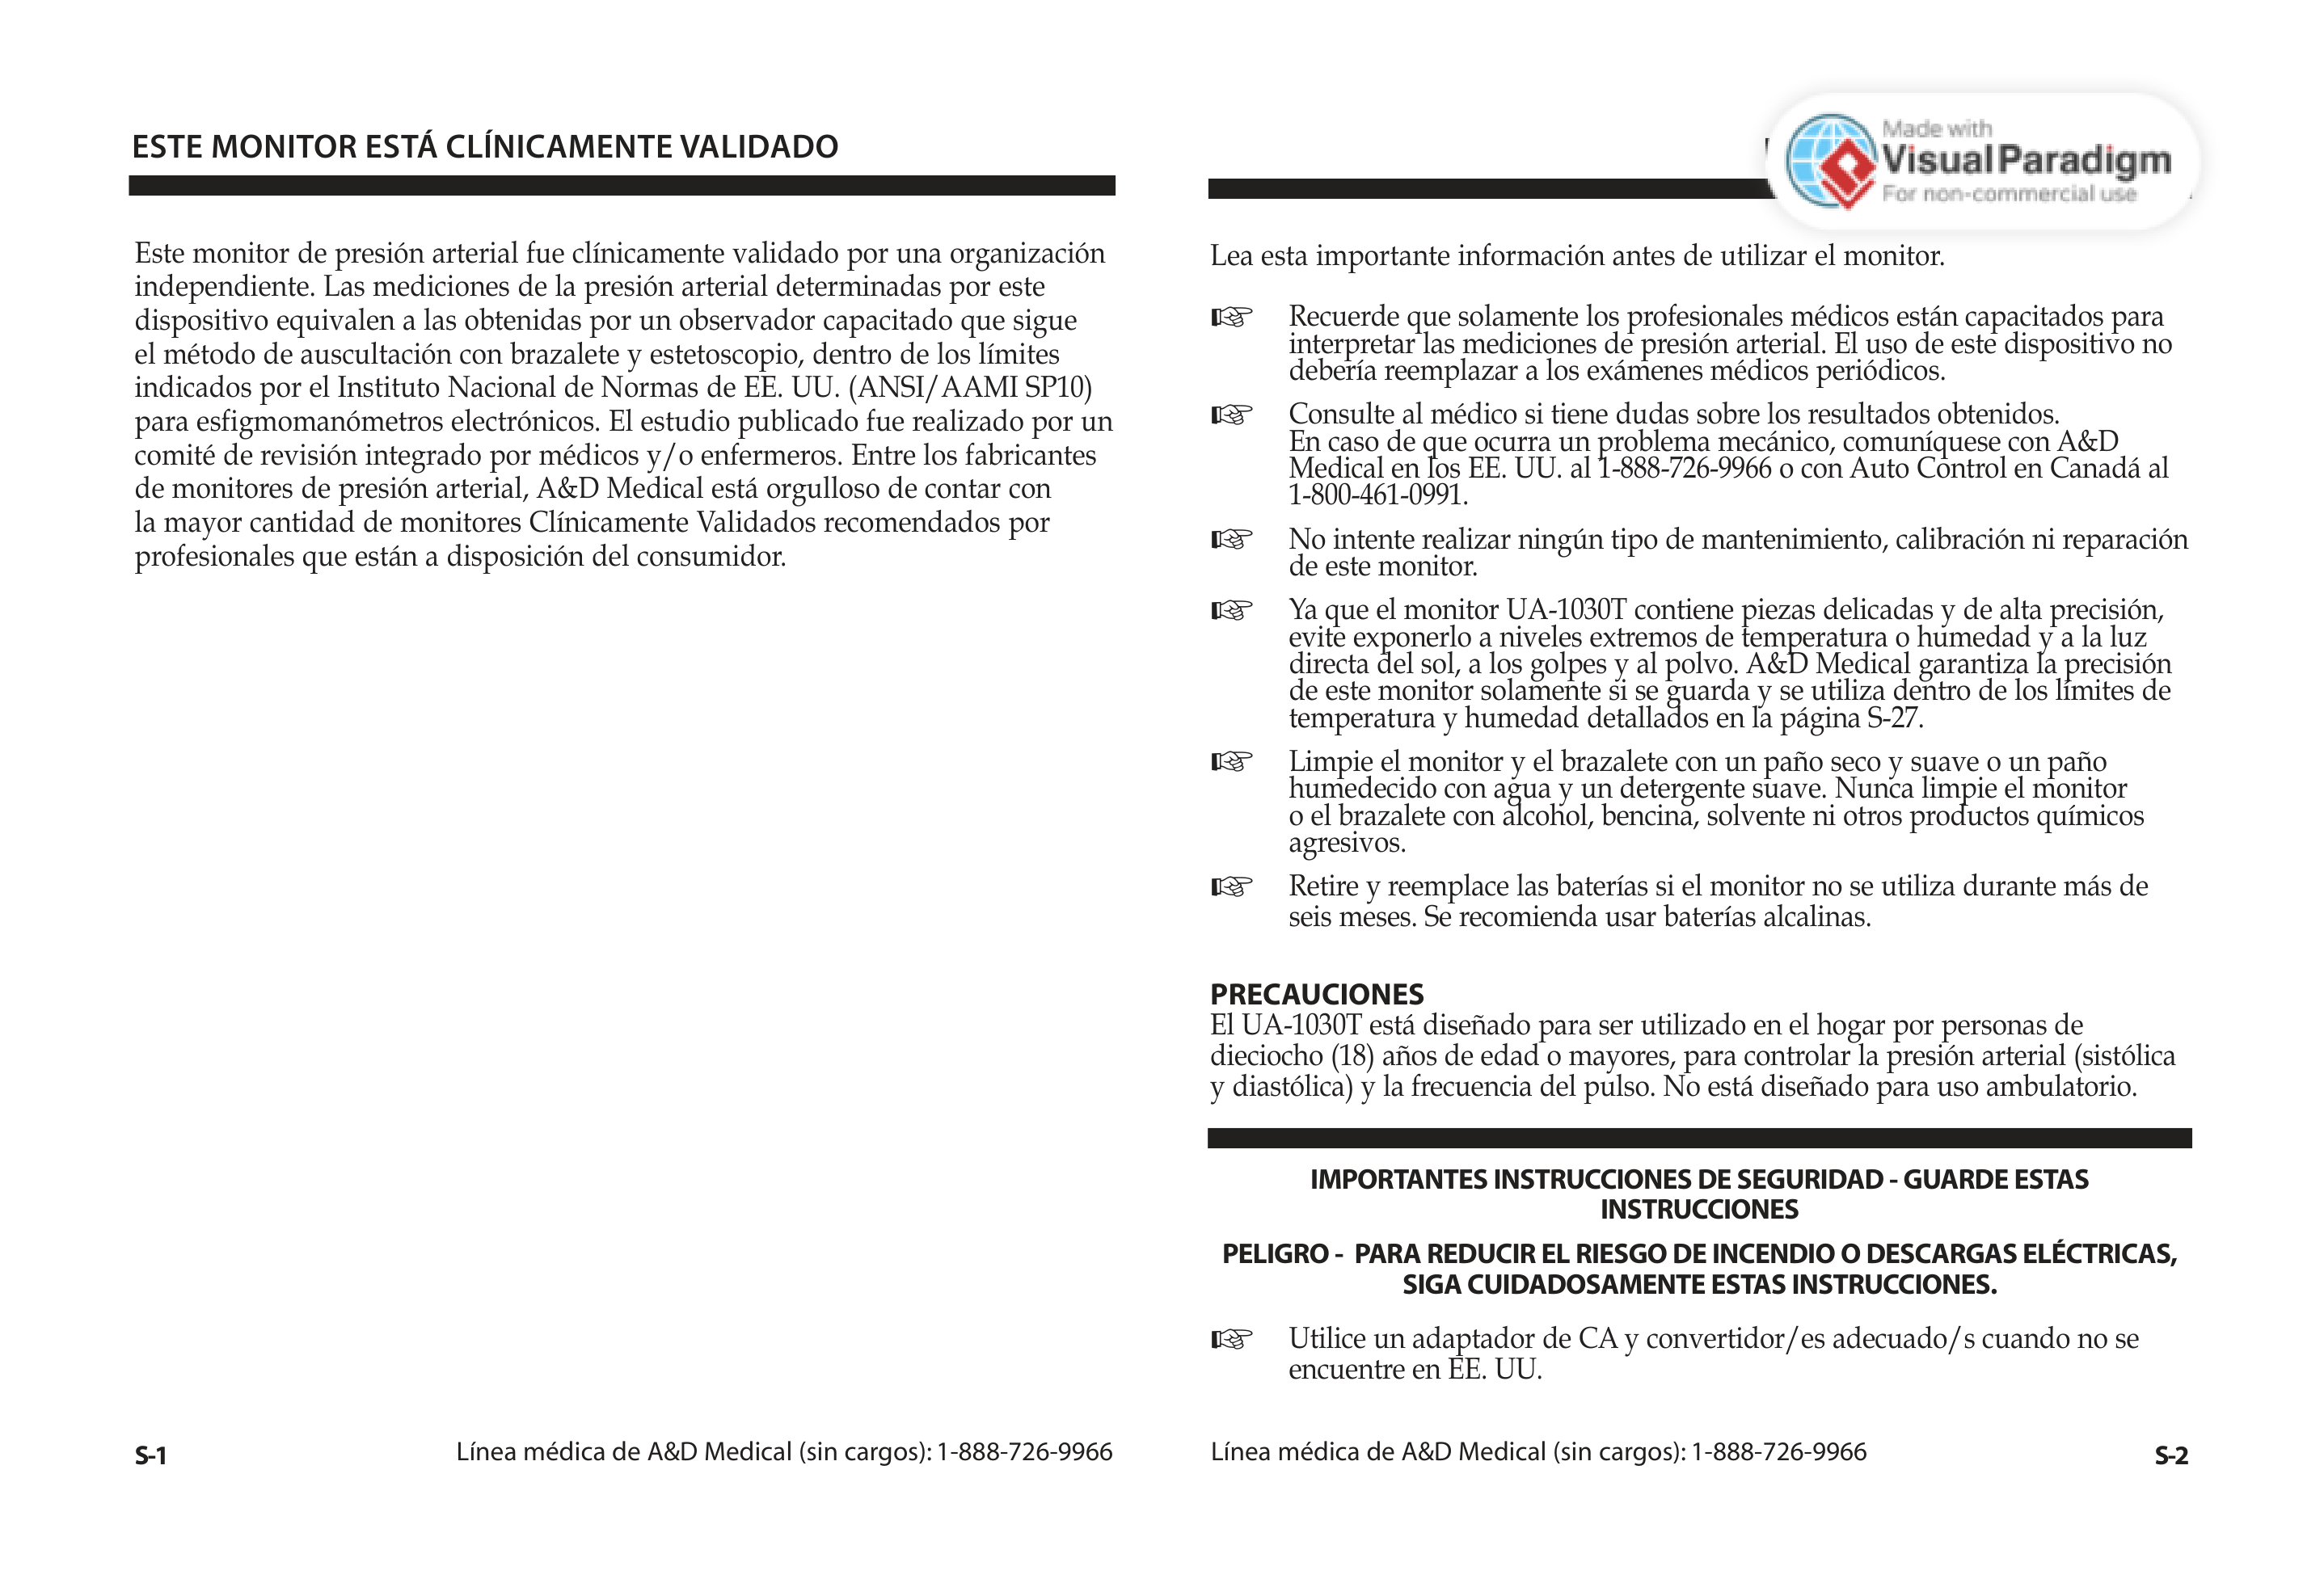 ESTE MONITOR ESTÁ CLÍNICAMENTE VALIDADO
Este monitor de presión arterial fue clínicamente validado por una organización
independiente. Las mediciones de la presión arterial determinadas por este
dispositivo equivalen a las obtenidas por un observador capacitado que sigue
el método de auscultación con brazalete y estetoscopio, dentro de los límites
indicados por el Instituto Nacional de Normas de EE. UU. (ANSI/AAMI SP10)
para esfigmomanómetros electrónicos. El estudio publicado fue realizado por un
comité de revisión integrado por médicos y/o enfermeros. Entre los fabricantes
de monitores de presión arterial, A&D Medical está orgulloso de contar con
la mayor cantidad de monitores Clínicamente Validados recomendados por
profesionales que están a disposición del consumidor.
S-1
Línea médica de A&D Medical (sin cargos): 1-888-726-9966
Made with
Visual Paradigm
For non-commercial use
Lea esta importante información antes de utilizar el monitor.
☞ Recuerde que solamente los profesionales médicos están capacitados para
interpretar las mediciones de presión arterial. El uso de este dispositivo no
debería reemplazar a los exámenes médicos periódicos.
☞ Consulte al médico si tiene dudas sobre los resultados obtenidos.
En caso de que ocurra un problema mecánico, comuníquese con A&D
Medical en los EE. UU. al 1-888-726-9966 o con Auto Control en Canadá al
1-800-461-0991.
☞ No intente realizar ningún tipo de mantenimiento, calibración ni reparación
de este monitor.
☞ Ya que el monitor UA-1030T contiene piezas delicadas y de alta precisión,
evite exponerlo a niveles extremos de temperatura o humedad y a la luz
directa del sol, a los golpes y al polvo. A&D Medical garantiza la precisión
de este monitor solamente si se guarda y se utiliza dentro de los límites de
temperatura y humedad detallados en la página S-27.
☞ Limpie el monitor y el brazalete con un paño seco y suave o un paño
humedecido con agua y un detergente suave. Nunca limpie el monitor
o el brazalete con alcohol, bencina, solvente ni otros productos químicos
agresivos.
☞ Retire y reemplace las baterías si el monitor no se utiliza durante más de
seis meses. Se recomienda usar baterías alcalinas.
PRECAUCIONES
El UA-1030T está diseñado para ser utilizado en el hogar por personas de
dieciocho (18) años de edad o mayores, para controlar la presión arterial (sistólica
y diastólica) y la frecuencia del pulso. No está diseñado para uso ambulatorio.
IMPORTANTES INSTRUCCIONES DE SEGURIDAD - GUARDE ESTAS
INSTRUCCIONES
PELIGRO - PARA REDUCIR EL RIESGO DE INCENDIO O DESCARGAS ELÉCTRICAS,
SIGA CUIDADOSAMENTE ESTAS INSTRUCCIONES.
☞ Utilice un adaptador de CA y convertidor/es adecuado/s cuando no se
encuentre en EE. UU.
Línea médica de A&D Medical (sin cargos): 1-888-726-9966
S-2